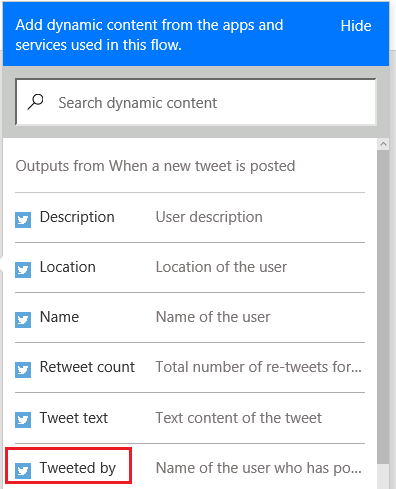 Add dynamic content from the apps and Hide
services used in this flow.
Search dynamic content
Outputs from When a new tweet is posted
Description User description
Location Location of the user
Name Name of the user
Retweet count Total number of re-tweets for...
Tweet text Text content of the tweet
Tweeted by Name of the user who has po...